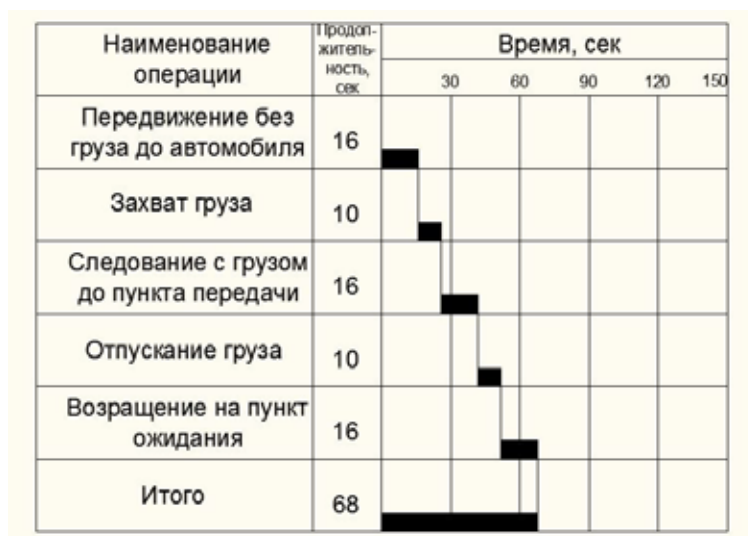 Наименование
операции
Продол-
житель-
ность,
сек
Время, сек
30 60 90 120 150
Передвижение без
груза до автомобиля
16
Захват груза
10
Следование с грузом
до пункта передачи
16
Отпускание груза
10
Возращение на пункт
ожидания
16
Итого
68